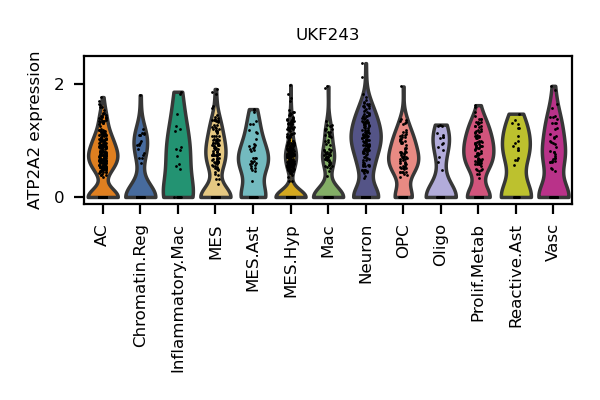 UKF243
ATP2A2 expression
2
0
AC
Chromatin.Reg
Inflammatory.Mac
MES
MES.Ast
MES.Hyp
Mac
Neuron
OPC
Oligo
Prolif.Metab
Reactive.Ast
Vasc